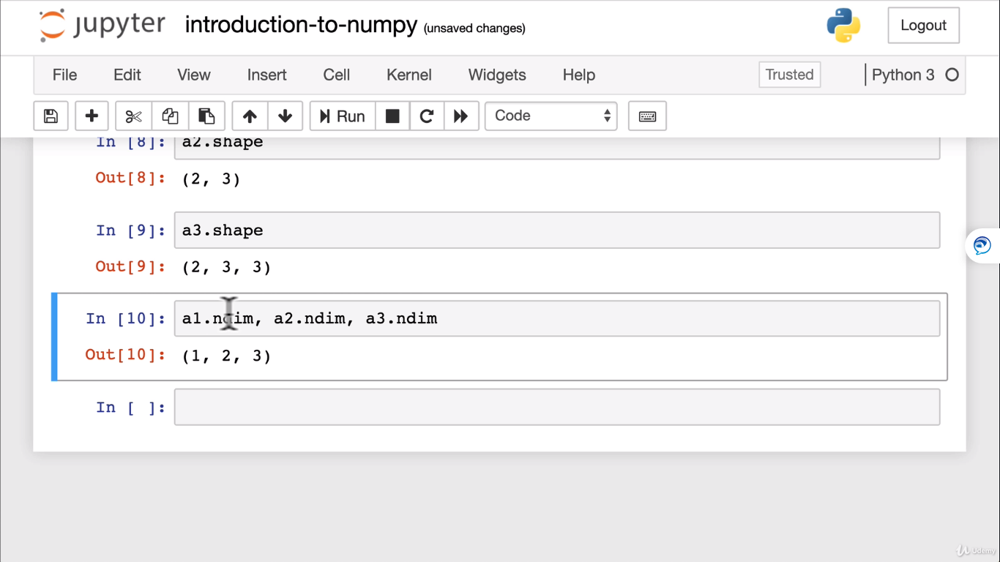 jupyter introduction-to-numpy (unsaved changes) Logout
File Edit View Insert Cell Kernel Widgets Help Trusted Python 3
Run Code
In [8]: a2.shape
Out[8]: (2, 3)
In [9]: a3.shape
Out[9]: (2, 3, 3)
In [10]: a1.ndim, a2.ndim, a3.ndim
Out[10]: (1, 2, 3)
In [ ]:
Udemy